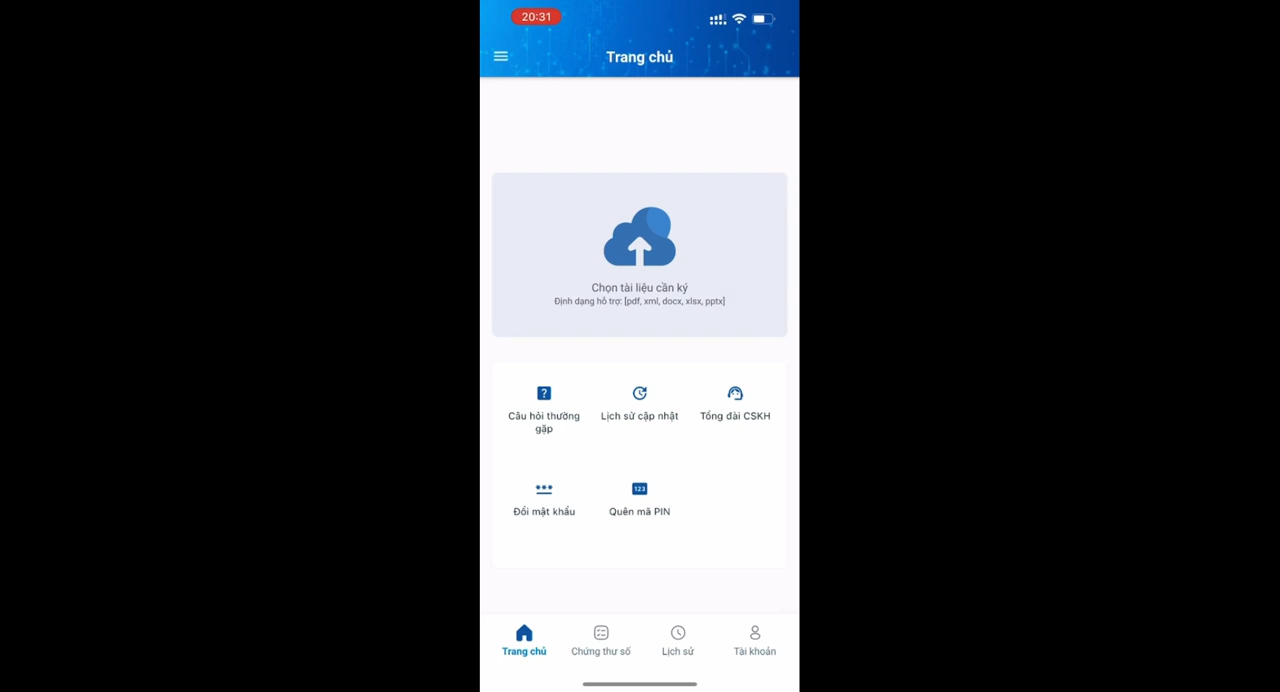 20:31
Trang chủ
Chọn tài liệu cần ký
Định dạng hỗ trợ: [pdf, xml, docx, xlsx, pptx]
?
Câu hỏi thường
gặp
Lịch sử cập nhật
Tổng đài CSKH
Đổi mật khẩu
123
Quên mã PIN
Trang chủ
Chứng thư số
Lịch sử
Tài khoản